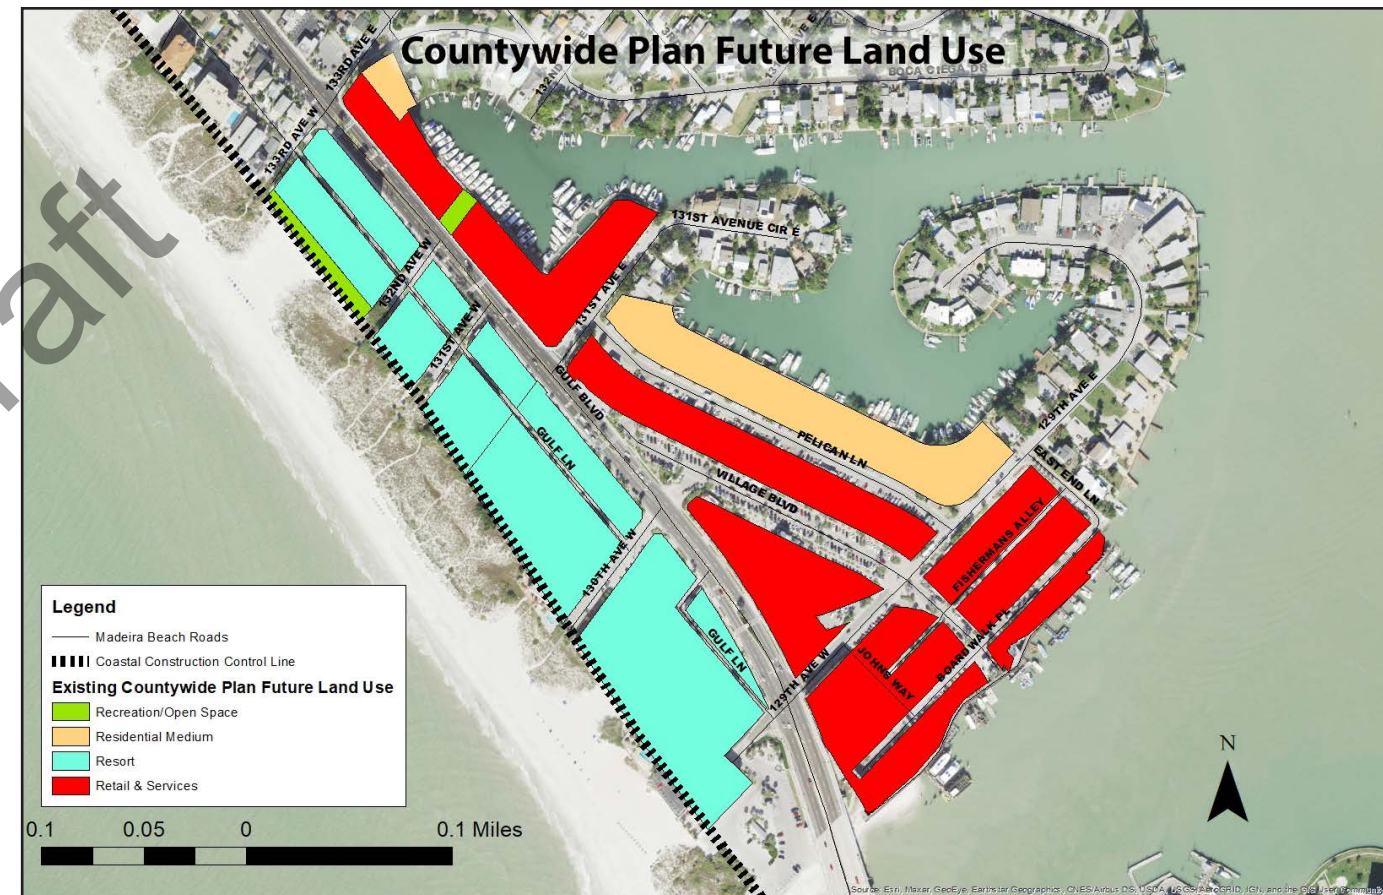 Countywide Plan Future Land Use
133RD AVE E
132ND
BOCA CIEGA DR
133RD AVE W
131ST AVENUE CIR E
132ND AVE W
131ST AVE E
131ST AVE W
GULF BLVD
129TH AVE E
PELICAN LN
GULF LN
EAST END LN
VILLAGE BLVD
FISHERMANS ALLEY
130TH AVE W
BOARDWALK PL
JOHNS WAY
GULF LN
129TH AVE W
raft
Legend
Madeira Beach Roads
Coastal Construction Control Line
Existing Countywide Plan Future Land Use
Recreation/Open Space
Residential Medium
Resort
Retail & Services
N
0.1 0.05 0 0.1 Miles
Source: Esri, Maxar, GeoEye, Earthstar Geographics, CNES/Airbus DS, USDA, USGS, AeroGRID, IGN, and the GIS User Community